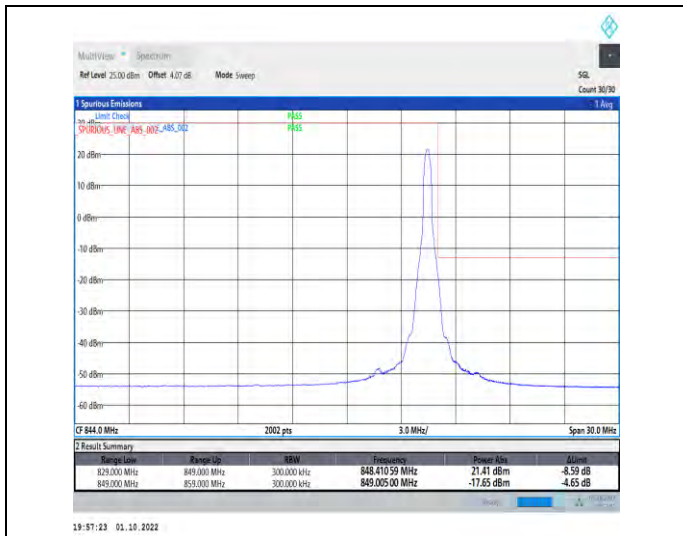 MultiView Spectrum
Ref Level 25.00 dBm Offset 4.07 dB Mode Sweep SGL
Count 30/30
1 Spurious Emissions 1 Avg
Limit Check PASS
SPURIOUS_LINE_ABS_002 PASS
20 dBm
10 dBm
0 dBm
-10 dBm
-20 dBm
-30 dBm
-40 dBm
-50 dBm
-60 dBm
CF 844.0 MHz 2002 pts 3.0 MHz/ Span 30.0 MHz
2 Result Summary
Range Low Range Up RBW Frequency Power Abs ΔLimit
829.000 MHz 849.000 MHz 300.000 kHz 848.41059 MHz 21.41 dBm -8.59 dB
849.000 MHz 859.000 MHz 300.000 kHz 849.00500 MHz -17.65 dBm -4.65 dB
Ready
19:57:23 01.10.2022